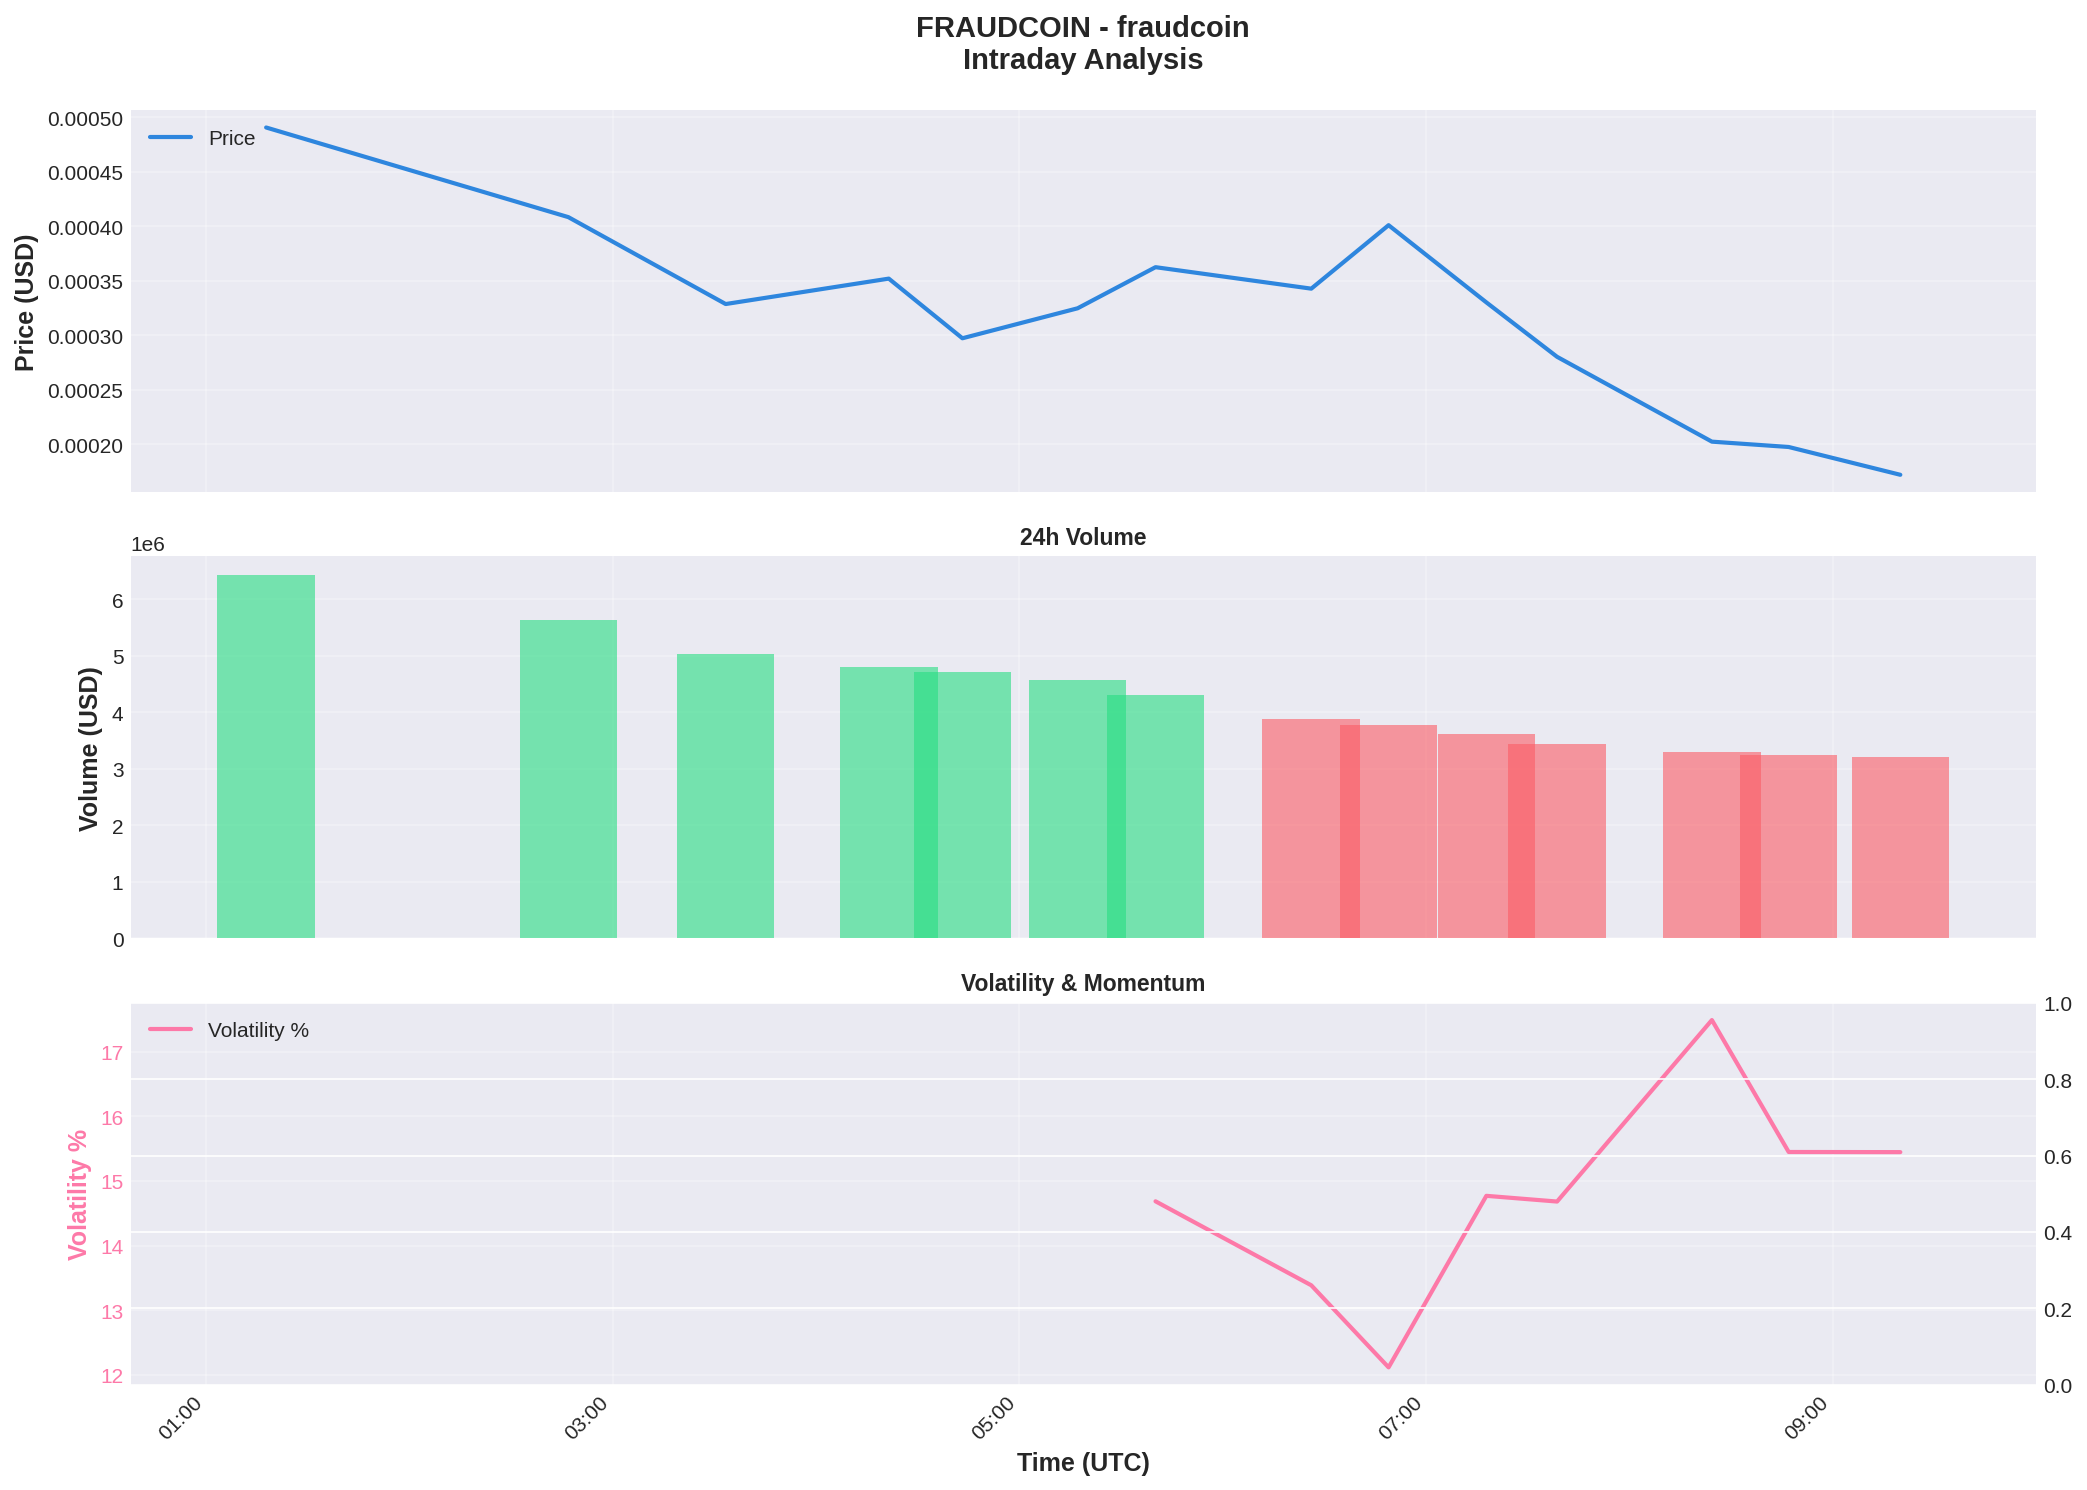 FRAUDCOIN - fraudcoin
Intraday Analysis
Price (USD)
0.00050
0.00045
0.00040
0.00035
0.00030
0.00025
0.00020
Price
24h Volume
1e6
Volume (USD)
6
5
4
3
2
1
0
Volatility & Momentum
Volatility %
17
16
15
14
13
12
Volatility %
1.0
0.8
0.6
0.4
0.2
0.0
01:00
03:00
05:00
07:00
09:00
Time (UTC)